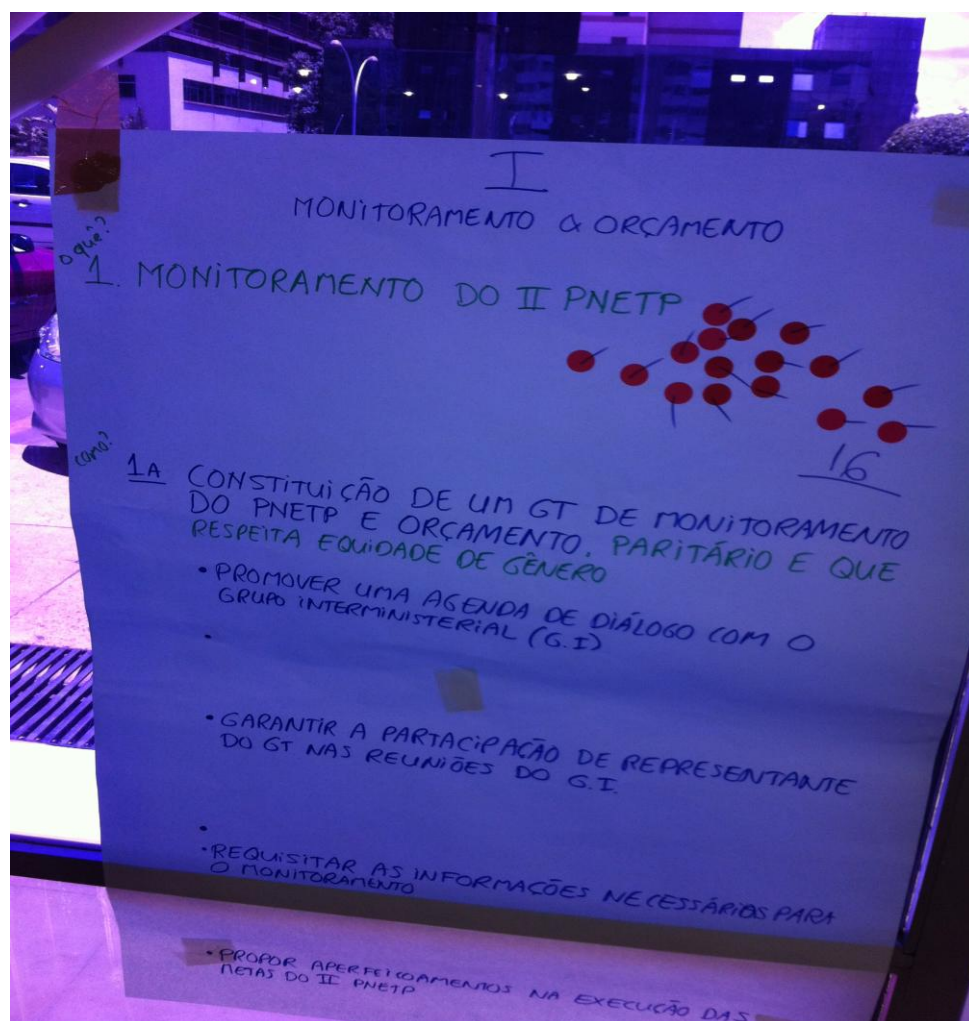 I
MONITORAMENTO & ORÇAMENTO
o quê?
1. MONITORAMENTO DO II PNETP
16
como?
1A CONSTITUIÇÃO DE UM GT DE MONITORAMENTO
DO PNETP E ORÇAMENTO, PARITÁRIO E QUE
RESPEITA EQUIDADE DE GÊNERO
• PROMOVER UMA AGENDA DE DIÁLOGO COM O
GRUPO INTERMINISTERIAL (G.I)
•
• GARANTIR A PARTACIPAÇÃO DE REPRESENTANTE
DO GT NAS REUNIÕES DO G.I.
•
• REQUISITAR AS INFORMAÇÕES NECESSÁRIOS PARA
O MONITORAMENTO
• PROPOR APERFEIÇOAMENTOS NA EXECUÇÃO DAS
METAS DO II PNETP